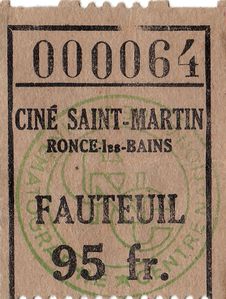 000064
CINÉ SAINT-MARTIN
RONCE-les-BAINS
FAUTEUIL
95 fr.